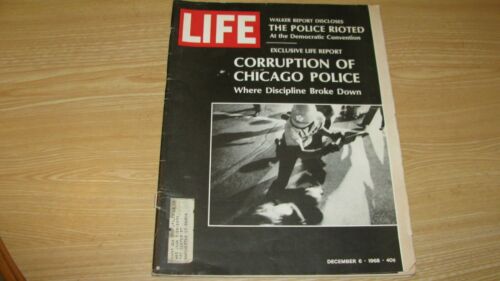 LIFE
WALKER REPORT DISCLOSES
THE POLICE RIOTED
At the Democratic Convention
EXCLUSIVE LIFE REPORT
CORRUPTION OF
CHICAGO POLICE
Where Discipline Broke Down
DECEMBER 6 · 1968 · 40¢